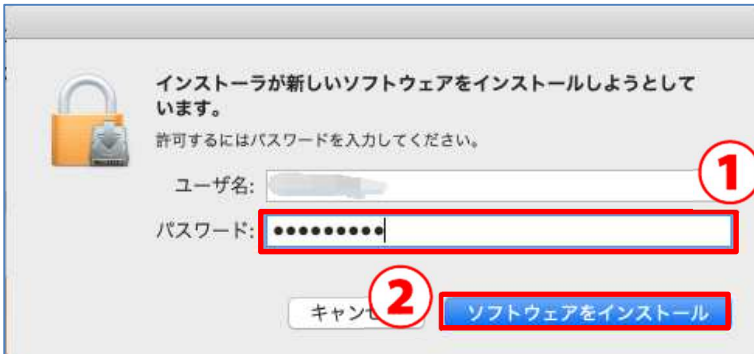 インストーラが新しいソフトウェアをインストールしようとして
います。
許可するにはパスワードを入力してください。
1
ユーザ名:
パスワード: ●●●●●●●●●
2
キャンセ
ソフトウェアをインストール